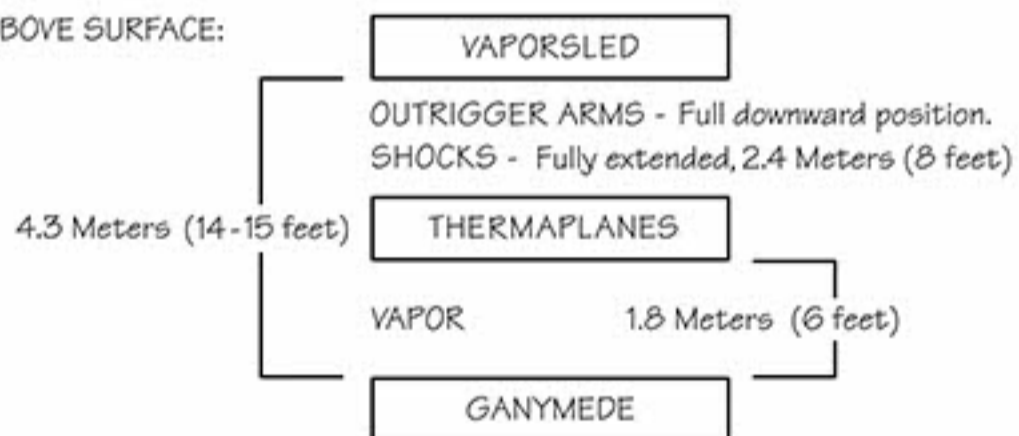 BOVE SURFACE:
VAPORSLED
OUTRIGGER ARMS - Full downward position.
SHOCKS - Fully extended, 2.4 Meters (8 feet)
4.3 Meters (14-15 feet)
THERMAPLANES
VAPOR 1.8 Meters (6 feet)
GANYMEDE